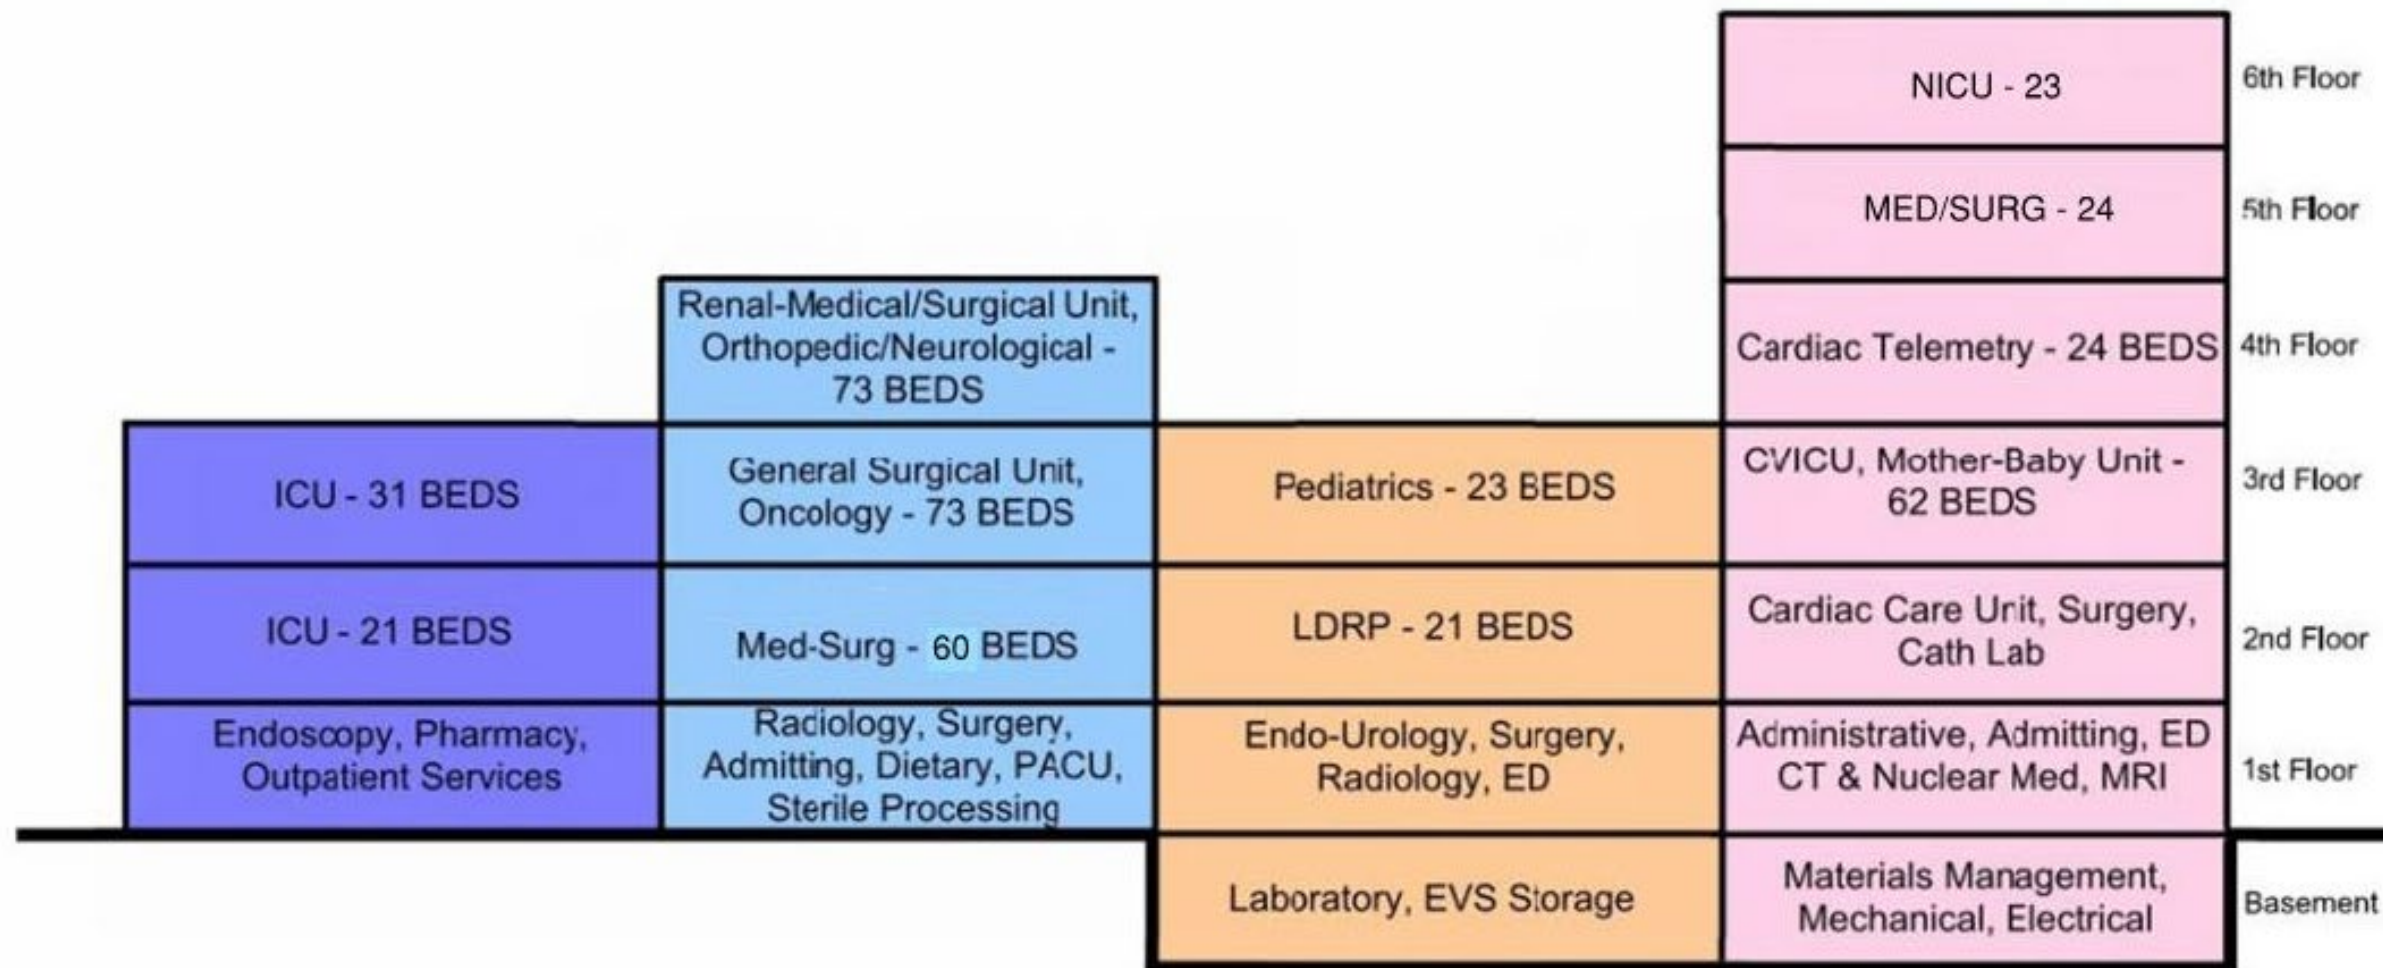 NICU - 23
6th Floor
MED/SURG - 24
5th Floor
Renal-Medical/Surgical Unit,
Orthopedic/Neurological -
73 BEDS
Cardiac Telemetry - 24 BEDS
4th Floor
ICU - 31 BEDS
General Surgical Unit,
Oncology - 73 BEDS
Pediatrics - 23 BEDS
CVICU, Mother-Baby Unit -
62 BEDS
3rd Floor
ICU - 21 BEDS
Med-Surg - 60 BEDS
LDRP - 21 BEDS
Cardiac Care Unit, Surgery,
Cath Lab
2nd Floor
Endoscopy, Pharmacy,
Outpatient Services
Radiology, Surgery,
Admitting, Dietary, PACU,
Sterile Processing
Endo-Urology, Surgery,
Radiology, ED
Administrative, Admitting, ED
CT & Nuclear Med, MRI
1st Floor
Laboratory, EVS Storage
Materials Management,
Mechanical, Electrical
Basement